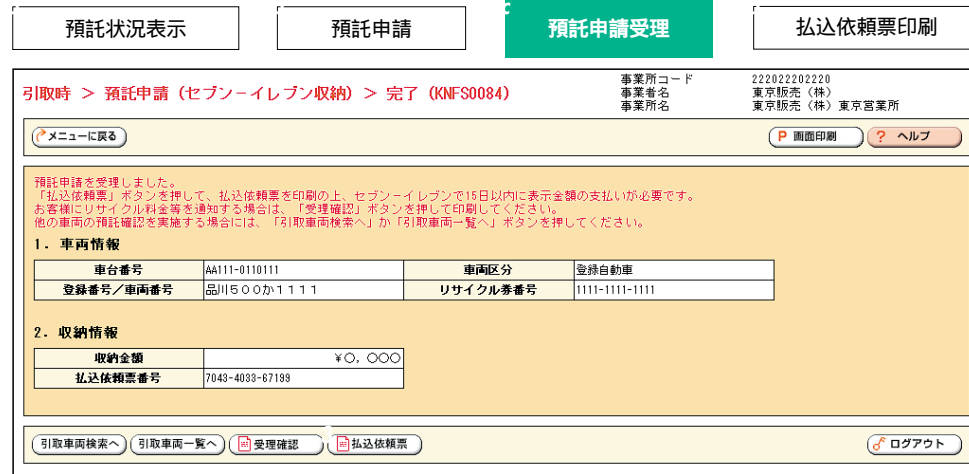 預託状況表示
預託申請
預託申請受理
払込依頼票印刷
引取時 ＞ 預託申請（セブン－イレブン収納）＞ 完了（KNFS0084）
事業所コード 222022202220
事業者名 東京販売（株）
事業所名 東京販売（株）東京営業所
メニューに戻る
画面印刷
? ヘルプ
預託申請を受理しました。
「払込依頼票」ボタンを押して、払込依頼票を印刷の上、セブン－イレブンで15日以内に表示金額の支払いが必要です。
お客様にリサイクル料金等を通知する場合は、「受理確認」ボタンを押して印刷してください。
他の車両の預託確認を実施する場合には、「引取車両検索へ」か「引取車両一覧へ」ボタンを押してください。
1. 車両情報
車台番号 AA111-0110111 車両区分 登録自動車
登録番号／車両番号 品川５００か１１１１ リサイクル券番号 1111-1111-1111
2. 収納情報
収納金額 ￥〇，〇〇〇
払込依頼票番号 7043-4033-67199
引取車両検索へ
引取車両一覧へ
受理確認
払込依頼票
ログアウト